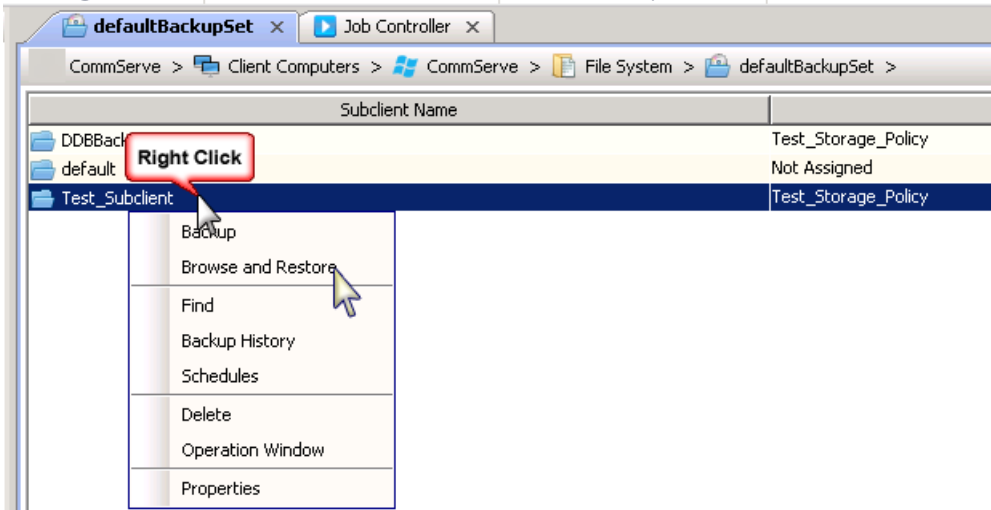 defaultBackupSet × Job Controller ×
CommServe > Client Computers > CommServe > File System > defaultBackupSet >
Subclient Name
DDBBack Test_Storage_Policy
Right Click
default Not Assigned
Test_Subclient Test_Storage_Policy
Backup
Browse and Restore
Find
Backup History
Schedules
Delete
Operation Window
Properties